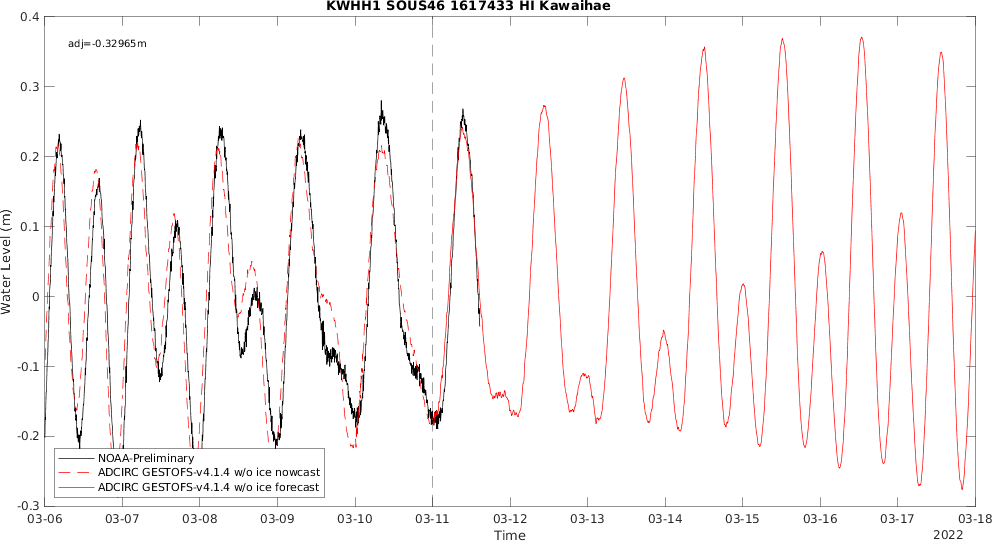 KWHH1 SOUS46 1617433 HI Kawaihae
adj=-0.32965m
0.4
0.3
0.2
0.1
0
-0.1
-0.2
-0.3
Water Level (m)
NOAA-Preliminary
ADCIRC GESTOFS-v4.1.4 w/o ice nowcast
ADCIRC GESTOFS-v4.1.4 w/o ice forecast
03-06 03-07 03-08 03-09 03-10 03-11 03-12 03-13 03-14 03-15 03-16 03-17 03-18
Time
2022